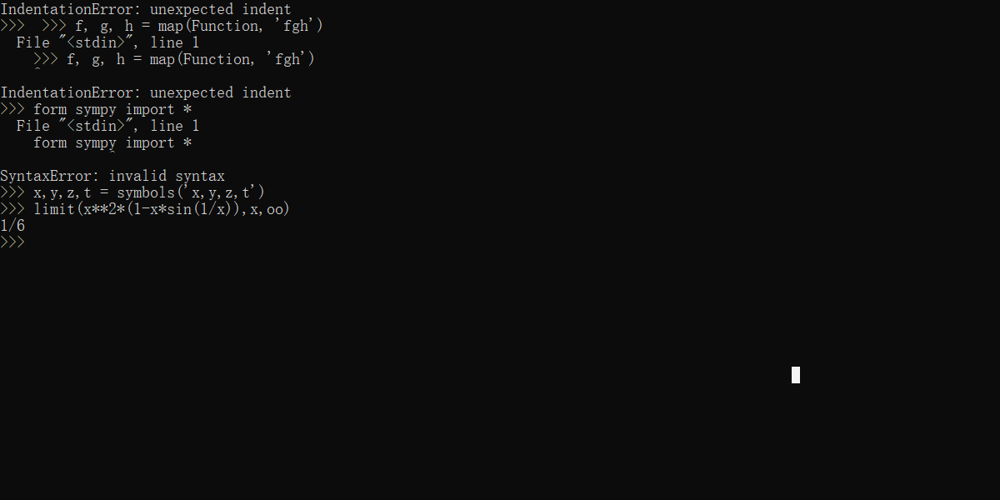 IndentationError: unexpected indent
>>>  >>> f, g, h = map(Function, 'fgh')
  File "<stdin>", line 1
    >>> f, g, h = map(Function, 'fgh')
    ^
IndentationError: unexpected indent
>>> form sympy import *
  File "<stdin>", line 1
    form sympy import *
             ^
SyntaxError: invalid syntax
>>> x,y,z,t = symbols('x,y,z,t')
>>> limit(x**2*(1-x*sin(1/x)),x,oo)
1/6
>>>